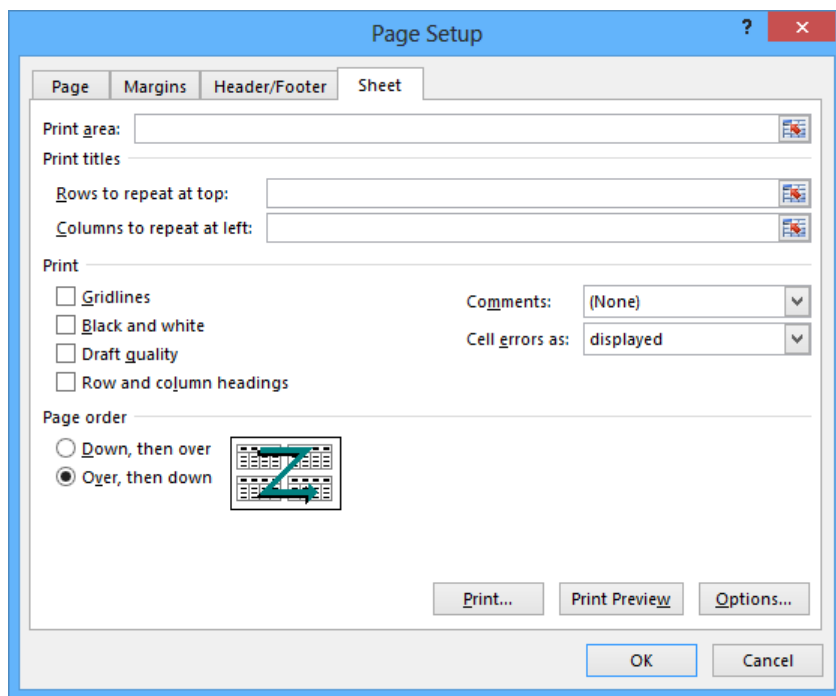 Page Setup ? ×
Page Margins Header/Footer Sheet
Print area:
Print titles
Rows to repeat at top:
Columns to repeat at left:
Print
Gridlines
Comments: (None)
Black and white
Cell errors as: displayed
Draft quality
Row and column headings
Page order
Down, then over
Over, then down
Print... Print Preview Options...
OK Cancel